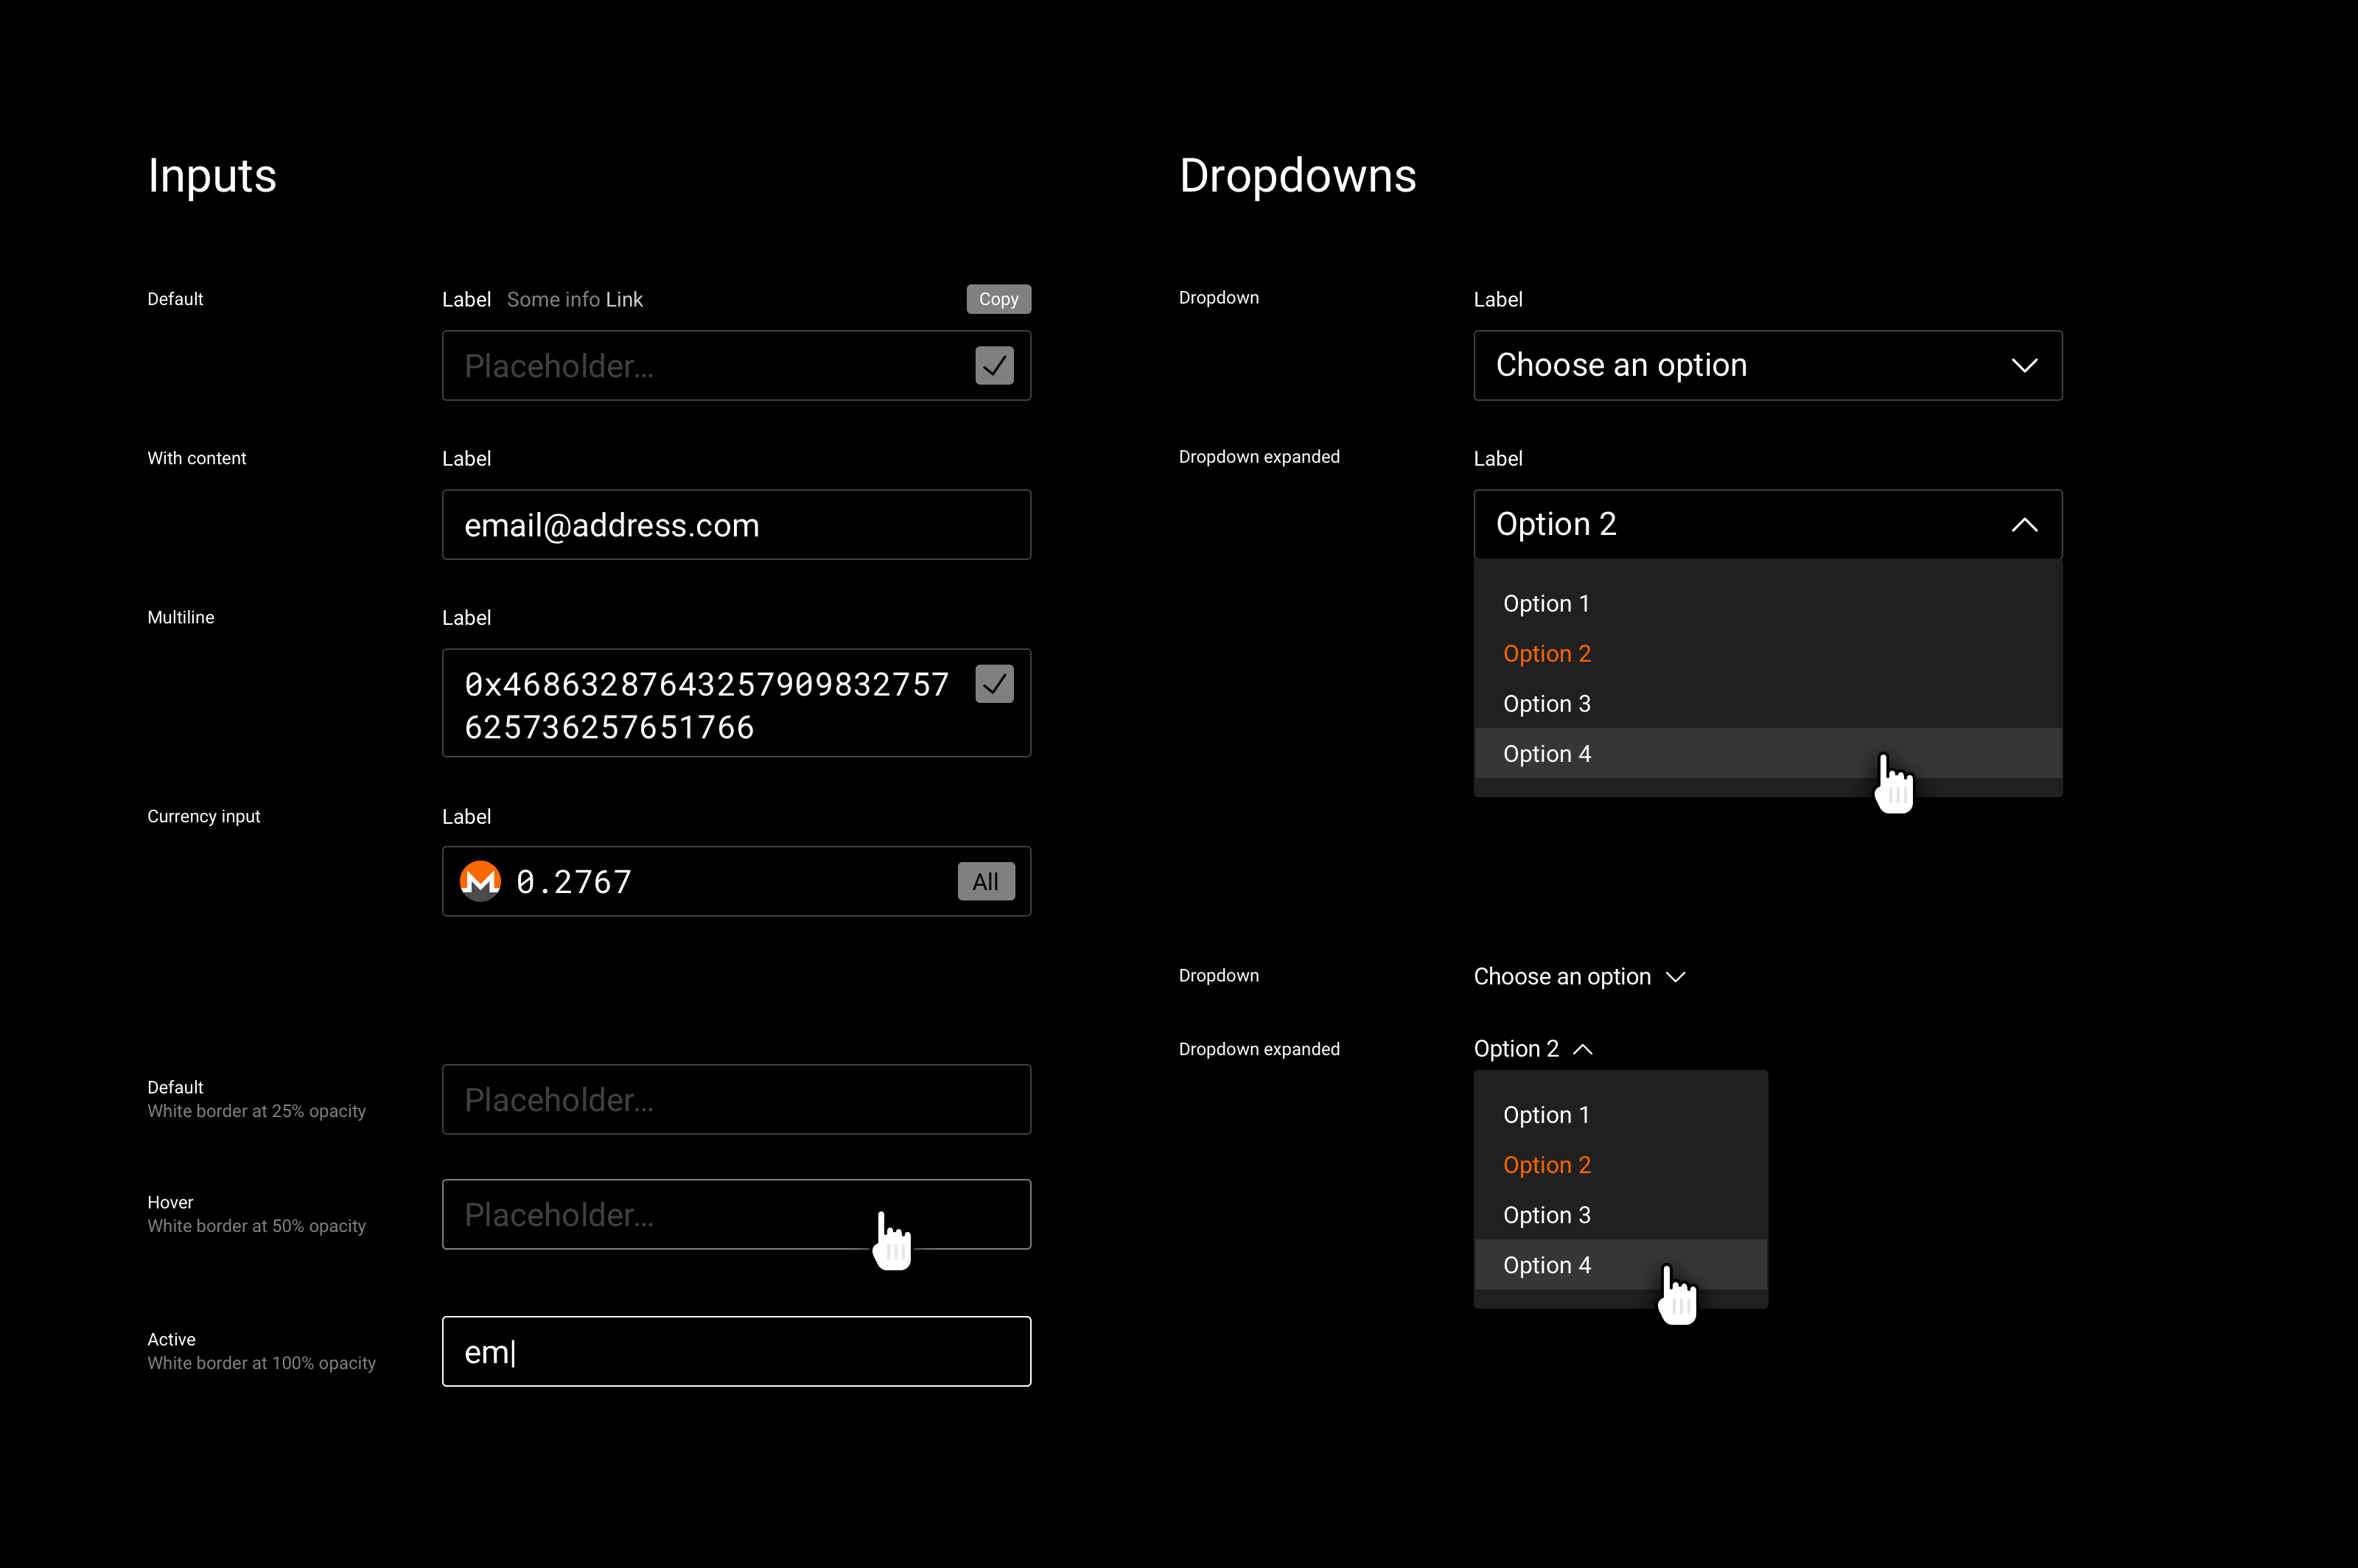 Inputs
Default
Label Some info Link
Copy
Placeholder...
With content
Label
email@address.com
Multiline
Label
0x46863287643257909832757
625736257651766
Currency input
Label
0.2767
All
Default
White border at 25% opacity
Placeholder...
Hover
White border at 50% opacity
Placeholder...
Active
White border at 100% opacity
em|
Dropdowns
Dropdown
Label
Choose an option
Dropdown expanded
Label
Option 2
Option 1
Option 2
Option 3
Option 4
Dropdown
Choose an option
Dropdown expanded
Option 2
Option 1
Option 2
Option 3
Option 4